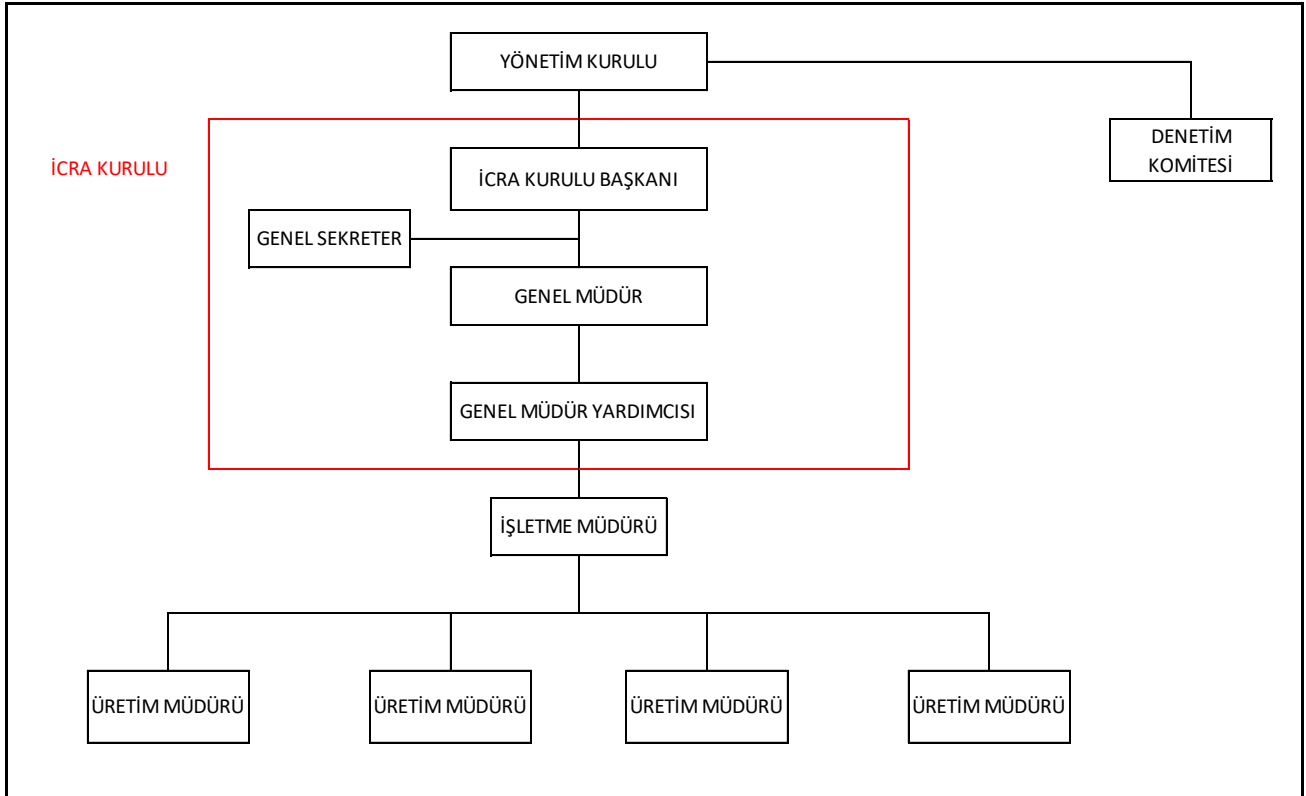 YÖNETİM KURULU
DENETİM
KOMİTESİ
İCRA KURULU
İCRA KURULU BAŞKANI
GENEL SEKRETER
GENEL MÜDÜR
GENEL MÜDÜR YARDIMCISI
İŞLETME MÜDÜRÜ
ÜRETİM MÜDÜRÜ
ÜRETİM MÜDÜRÜ
ÜRETİM MÜDÜRÜ
ÜRETİM MÜDÜRÜ